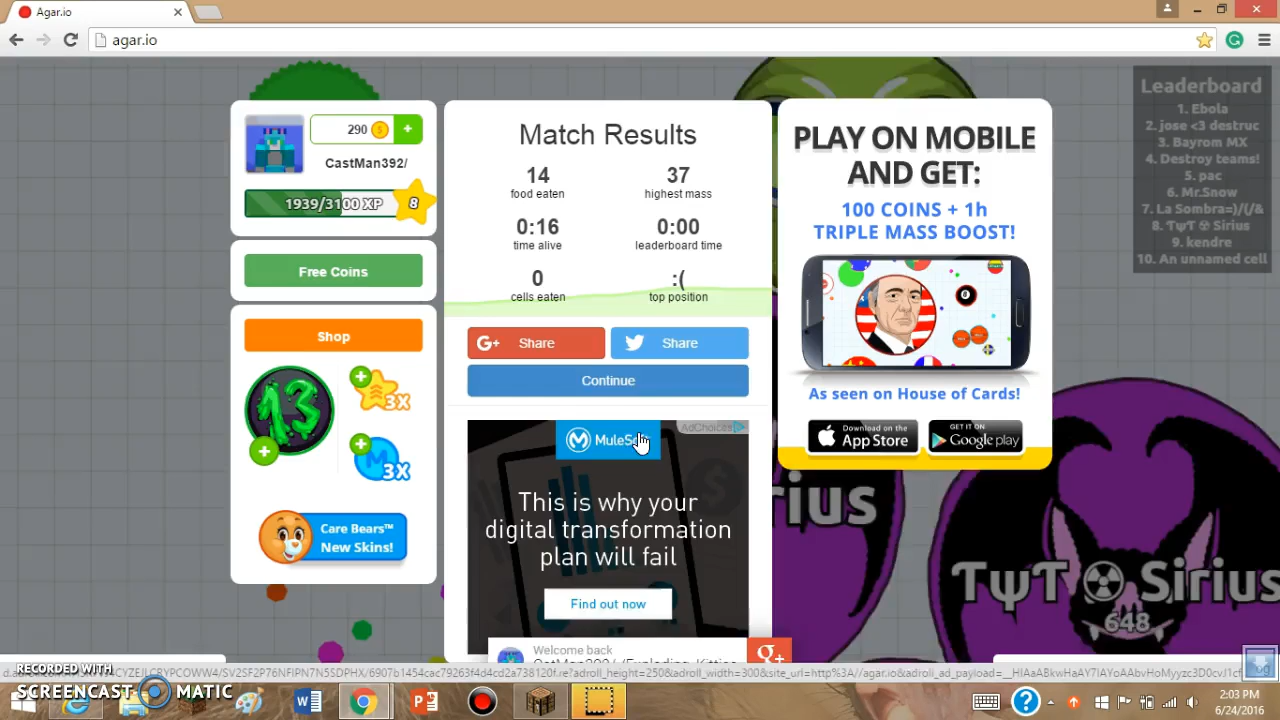 Agar.io
agar.io
290
CastMan392/
1939/3100 XP
8
Free Coins
Shop
13
3X
3X
Care Bears™
New Skins!
Match Results
14
food eaten
37
highest mass
0:16
time alive
0:00
leaderboard time
0
cells eaten
:(
top position
G+ Share
Share
Continue
AdChoices
This is why your
digital transformation
plan will fail
Find out now
Welcome back
PLAY ON MOBILE
AND GET:
100 COINS + 1h
TRIPLE MASS BOOST!
As seen on House of Cards!
Download on the
App Store
GET IT ON
Google play
Leaderboard
1. Ebola
2. jose <3 destruc
3. Bayrom MX
4. Destroy teams!
5. pac
6. Mr.Snow
7. La Sombra=)/(/&
8. TψT ☢ Sirius
9. kendre
10. An unnamed cell
rius
TψT ☢ Sirius
648
RECORDED WITH
SCREENCAST MATIC
2:03 PM
6/24/2016